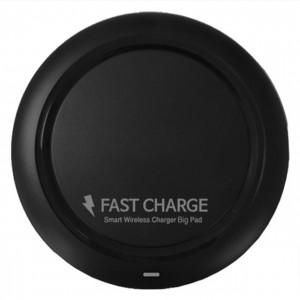 FAST CHARGE
Smart Wireless Charger Big Pad